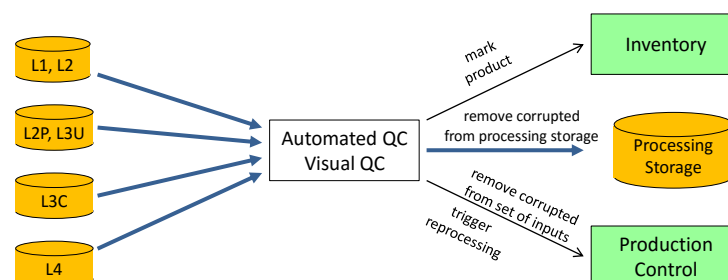 L1, L2
L2P, L3U
L3C
L4
Automated QC
Visual QC
mark
product
remove corrupted
from processing storage
remove corrupted
from set of inputs
trigger
reprocessing
Inventory
Processing
Storage
Production
Control